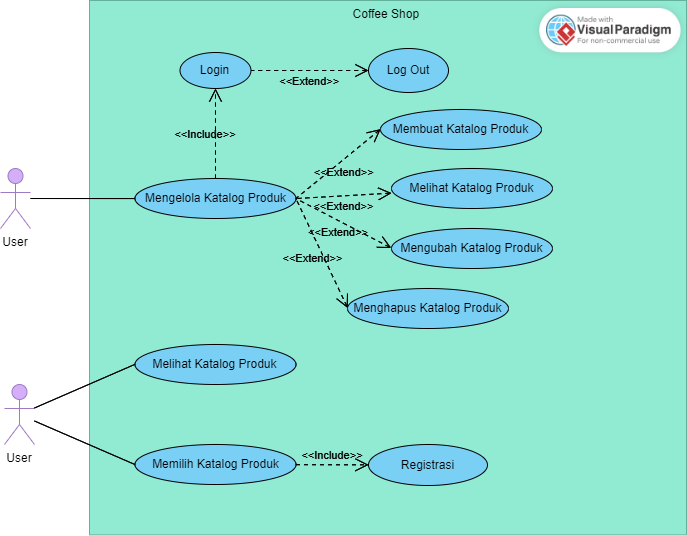 Coffee Shop
Made with
VisualParadigm
For non-commercial use
Login
<<Extend>>
Log Out
<<Include>>
Membuat Katalog Produk
<<Extend>>
Mengelola Katalog Produk
<<Extend>>
Melihat Katalog Produk
<<Extend>>
Mengubah Katalog Produk
<<Extend>>
Menghapus Katalog Produk
User
Melihat Katalog Produk
User
Memilih Katalog Produk
<<Include>>
Registrasi